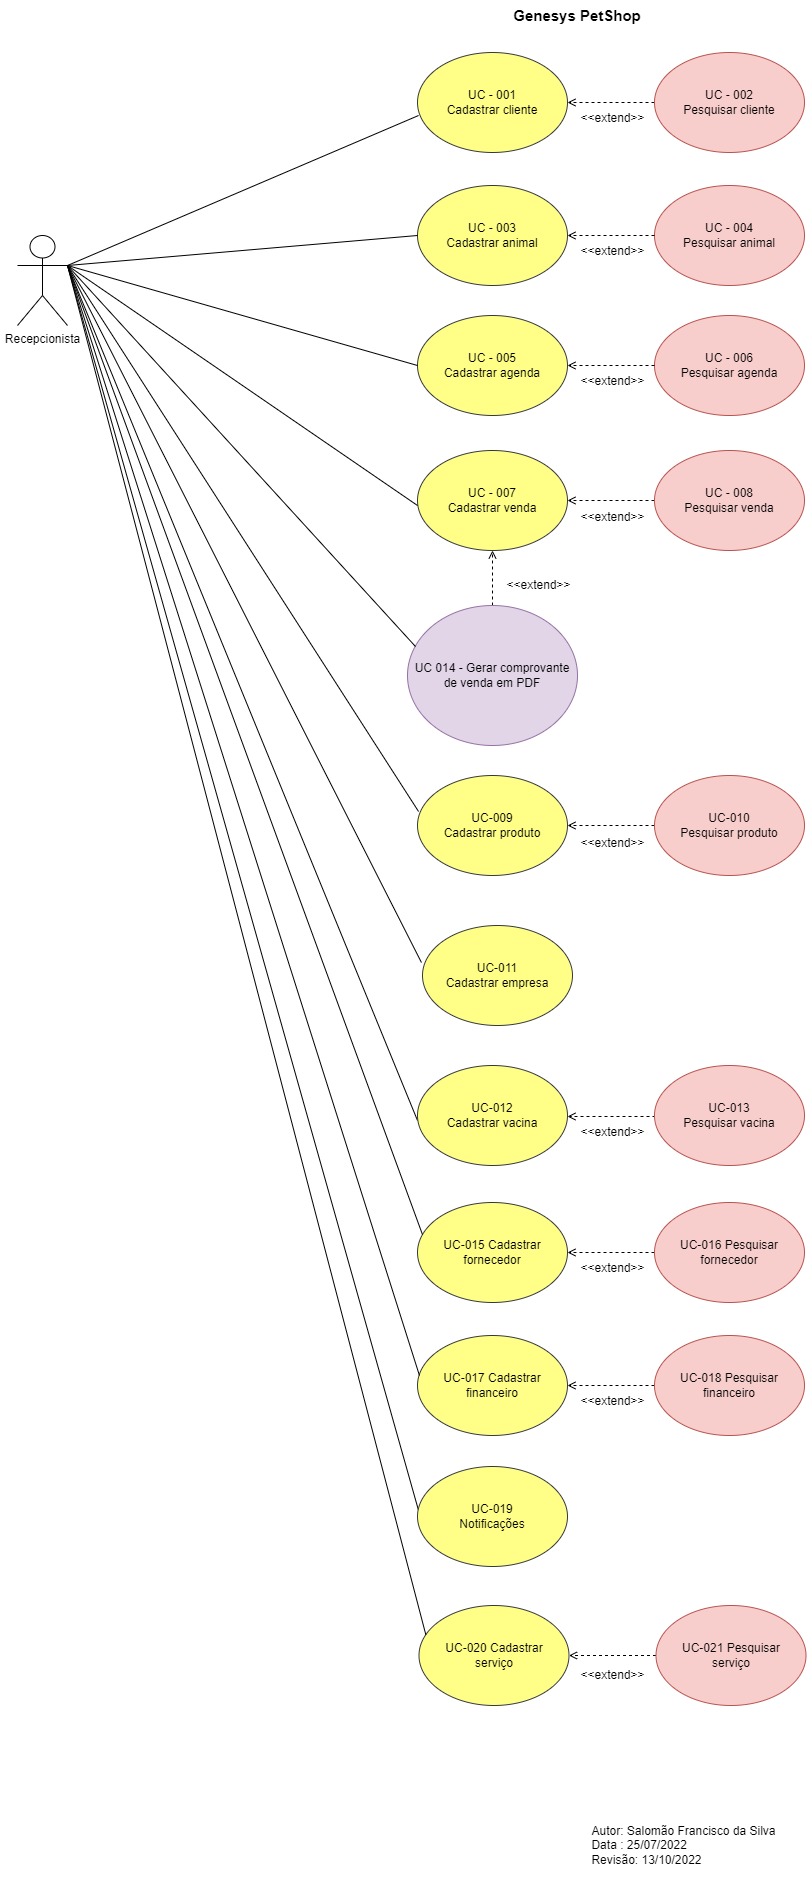 Genesys PetShop
UC - 001
Cadastrar cliente
<<extend>>
UC - 002
Pesquisar cliente
UC - 003
Cadastrar animal
<<extend>>
UC - 004
Pesquisar animal
Recepcionista
UC - 005
Cadastrar agenda
<<extend>>
UC - 006
Pesquisar agenda
UC - 007
Cadastrar venda
<<extend>>
UC - 008
Pesquisar venda
<<extend>>
UC 014 - Gerar comprovante
de venda em PDF
UC-009
Cadastrar produto
<<extend>>
UC-010
Pesquisar produto
UC-011
Cadastrar empresa
UC-012
Cadastrar vacina
<<extend>>
UC-013
Pesquisar vacina
UC-015 Cadastrar
fornecedor
<<extend>>
UC-016 Pesquisar
fornecedor
UC-017 Cadastrar
financeiro
<<extend>>
UC-018 Pesquisar
financeiro
UC-019
Notificações
UC-020 Cadastrar
serviço
<<extend>>
UC-021 Pesquisar
serviço
Autor: Salomão Francisco da Silva
Data : 25/07/2022
Revisão: 13/10/2022